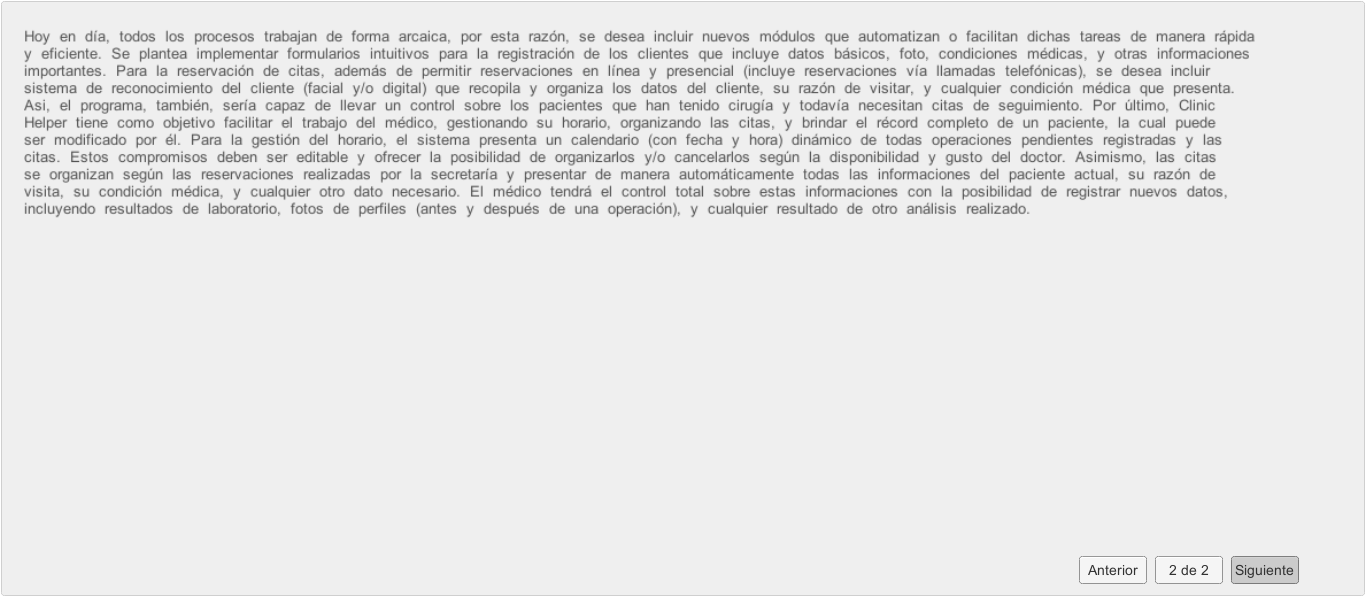 Hoy en día, todos los procesos trabajan de forma arcaica, por esta razón, se desea incluir nuevos módulos que automatizan o facilitan dichas tareas de manera rápida
y eficiente. Se plantea implementar formularios intuitivos para la registración de los clientes que incluye datos básicos, foto, condiciones médicas, y otras informaciones
importantes. Para la reservación de citas, además de permitir reservaciones en línea y presencial (incluye reservaciones vía llamadas telefónicas), se desea incluir
sistema de reconocimiento del cliente (facial y/o digital) que recopila y organiza los datos del cliente, su razón de visitar, y cualquier condición médica que presenta.
Asi, el programa, también, sería capaz de llevar un control sobre los pacientes que han tenido cirugía y todavía necesitan citas de seguimiento. Por último, Clinic
Helper tiene como objetivo facilitar el trabajo del médico, gestionando su horario, organizando las citas, y brindar el récord completo de un paciente, la cual puede
ser modificado por él. Para la gestión del horario, el sistema presenta un calendario (con fecha y hora) dinámico de todas operaciones pendientes registradas y las
citas. Estos compromisos deben ser editable y ofrecer la posibilidad de organizarlos y/o cancelarlos según la disponibilidad y gusto del doctor. Asimismo, las citas
se organizan según las reservaciones realizadas por la secretaría y presentar de manera automáticamente todas las informaciones del paciente actual, su razón de
visita, su condición médica, y cualquier otro dato necesario. El médico tendrá el control total sobre estas informaciones con la posibilidad de registrar nuevos datos,
incluyendo resultados de laboratorio, fotos de perfiles (antes y después de una operación), y cualquier resultado de otro análisis realizado.
Anterior 2 de 2 Siguiente